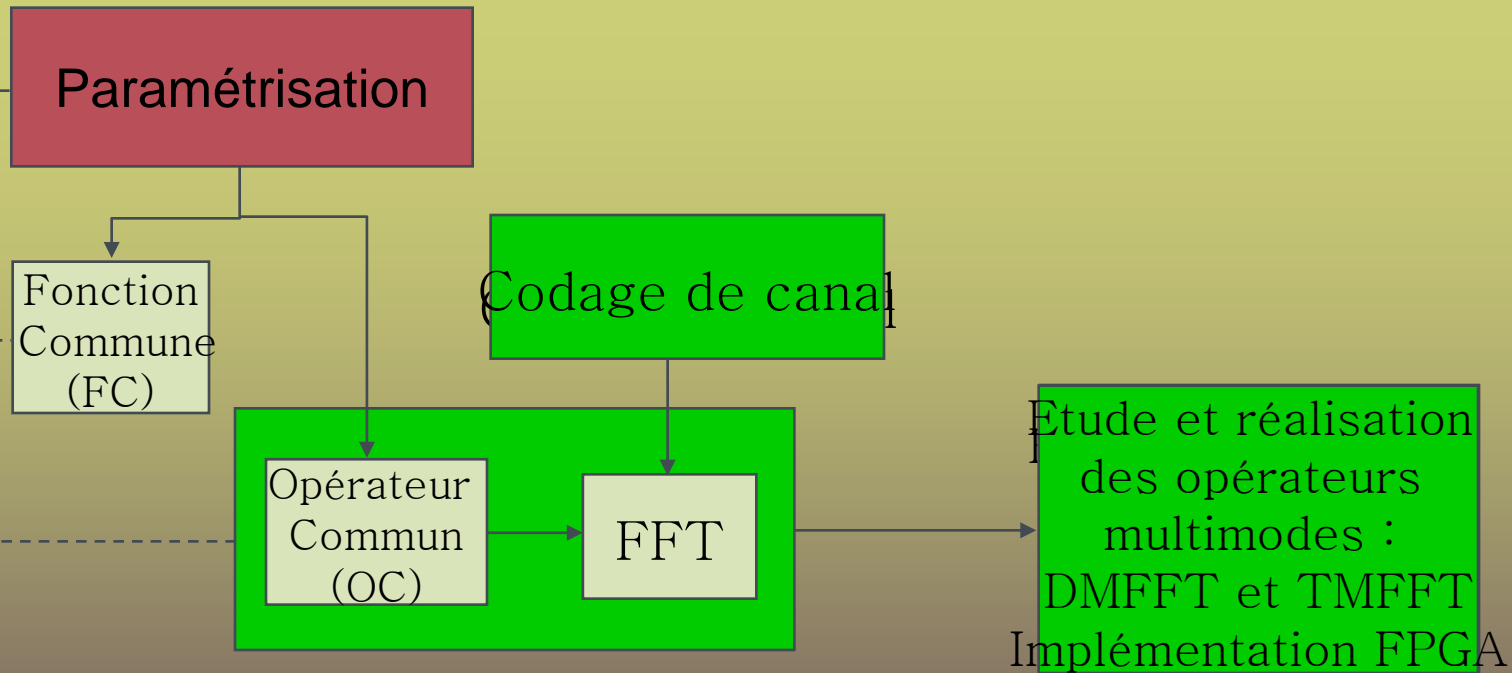 Paramétrisation
Fonction
Commune
(FC)
Codage de canal
Opérateur
Commun
(OC)
FFT
Etude et réalisation
des opérateurs
multimodes :
DMFFT et TMFFT
Implémentation FPGA